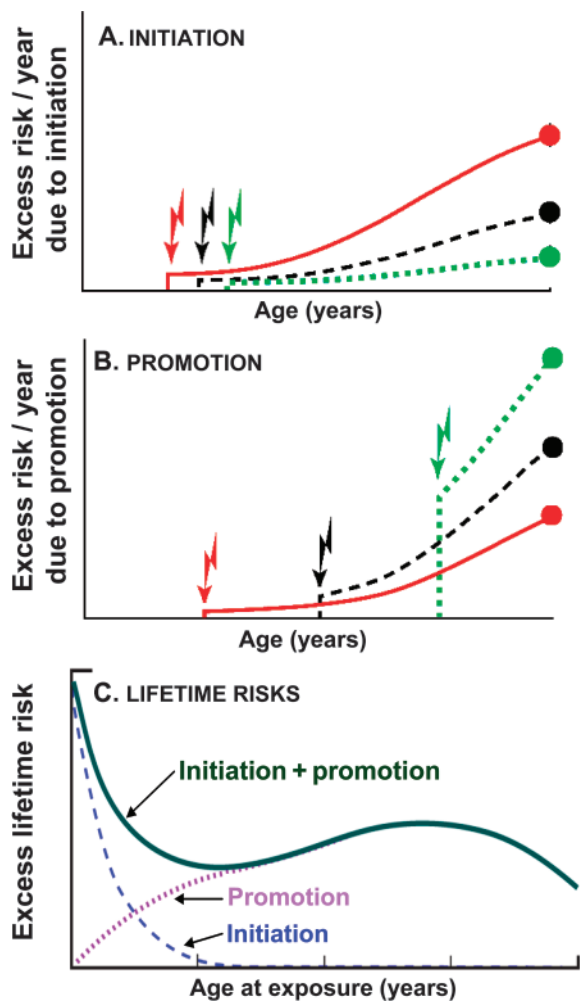 A. INITIATION
Excess risk / year
due to initiation
Age (years)
B. PROMOTION
Excess risk / year
due to promotion
Age (years)
C. LIFETIME RISKS
Excess lifetime risk
Initiation + promotion
Promotion
Initiation
Age at exposure (years)